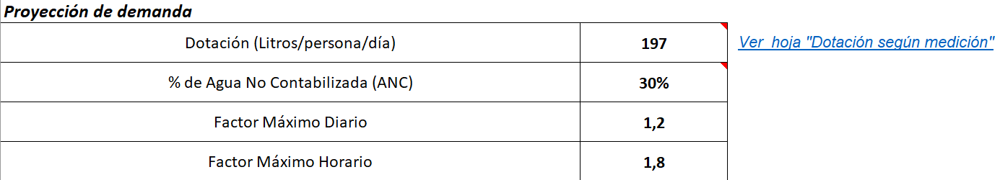 Proyección de demanda
Dotación (Litros/persona/día) 197 Ver hoja "Dotación según medición"
% de Agua No Contabilizada (ANC) 30%
Factor Máximo Diario 1,2
Factor Máximo Horario 1,8